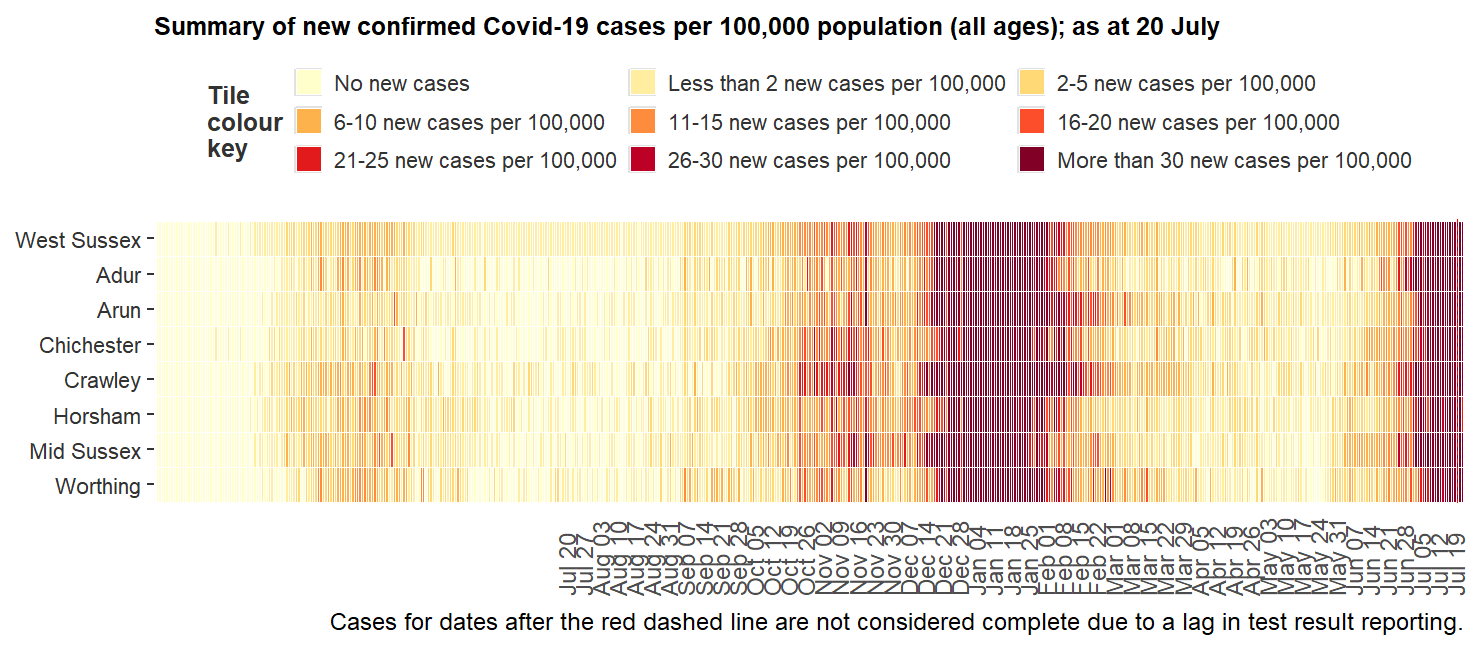 Summary of new confirmed Covid-19 cases per 100,000 population (all ages); as at 20 July
Tile
colour
key
No new cases
Less than 2 new cases per 100,000
2-5 new cases per 100,000
6-10 new cases per 100,000
11-15 new cases per 100,000
16-20 new cases per 100,000
21-25 new cases per 100,000
26-30 new cases per 100,000
More than 30 new cases per 100,000
West Sussex
Adur
Arun
Chichester
Crawley
Horsham
Mid Sussex
Worthing
Jul 20
Jul 27
Aug 03
Aug 10
Aug 17
Aug 24
Aug 31
Sep 07
Sep 14
Sep 21
Sep 28
Oct 05
Oct 12
Oct 19
Oct 26
Nov 02
Nov 09
Nov 16
Nov 23
Nov 30
Dec 07
Dec 14
Dec 21
Dec 28
Jan 04
Jan 11
Jan 18
Jan 25
Feb 01
Feb 08
Feb 15
Feb 22
Mar 01
Mar 08
Mar 15
Mar 22
Mar 29
Apr 05
Apr 12
Apr 19
Apr 26
May 03
May 10
May 17
May 24
May 31
Jun 07
Jun 14
Jun 21
Jun 28
Jul 05
Jul 12
Jul 19
Cases for dates after the red dashed line are not considered complete due to a lag in test result reporting.